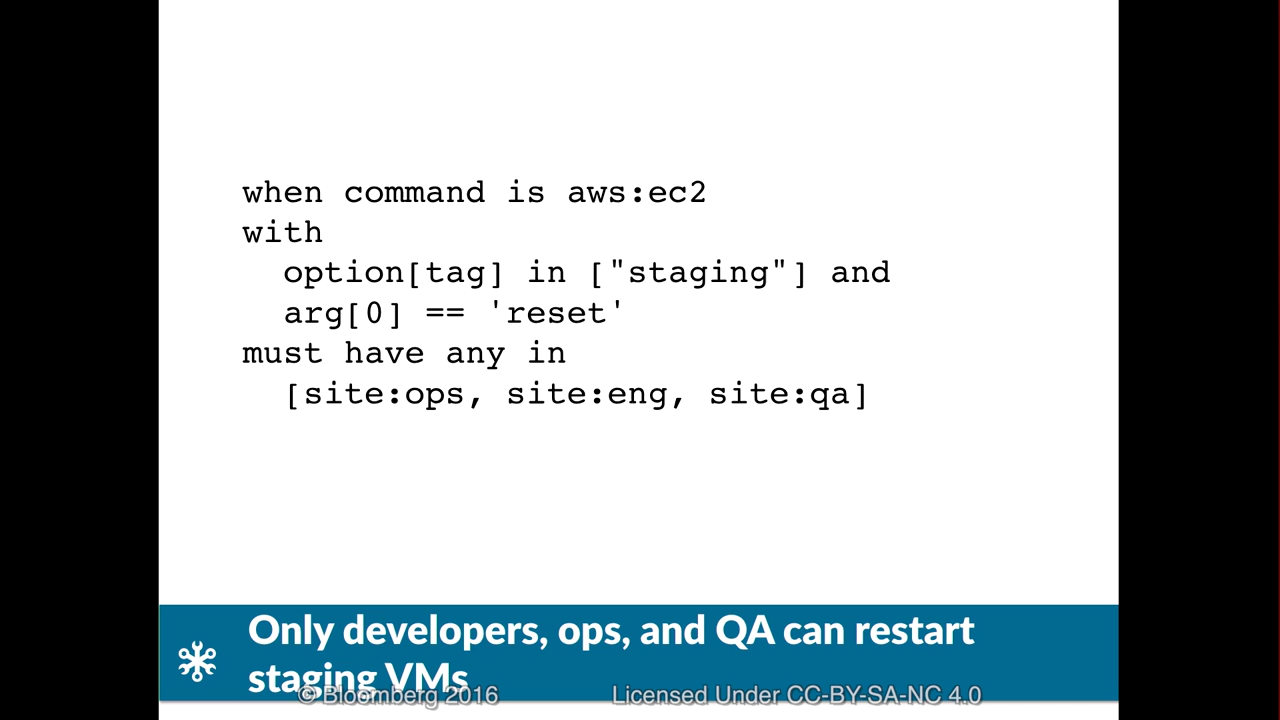 when command is aws:ec2
with
option[tag] in ["staging"] and
arg[0] == 'reset'
must have any in
[site:ops, site:eng, site:qa]
Only developers, ops, and QA can restart
staging VMs
© Bloomberg 2016 Licensed Under CC-BY-SA-NC 4.0